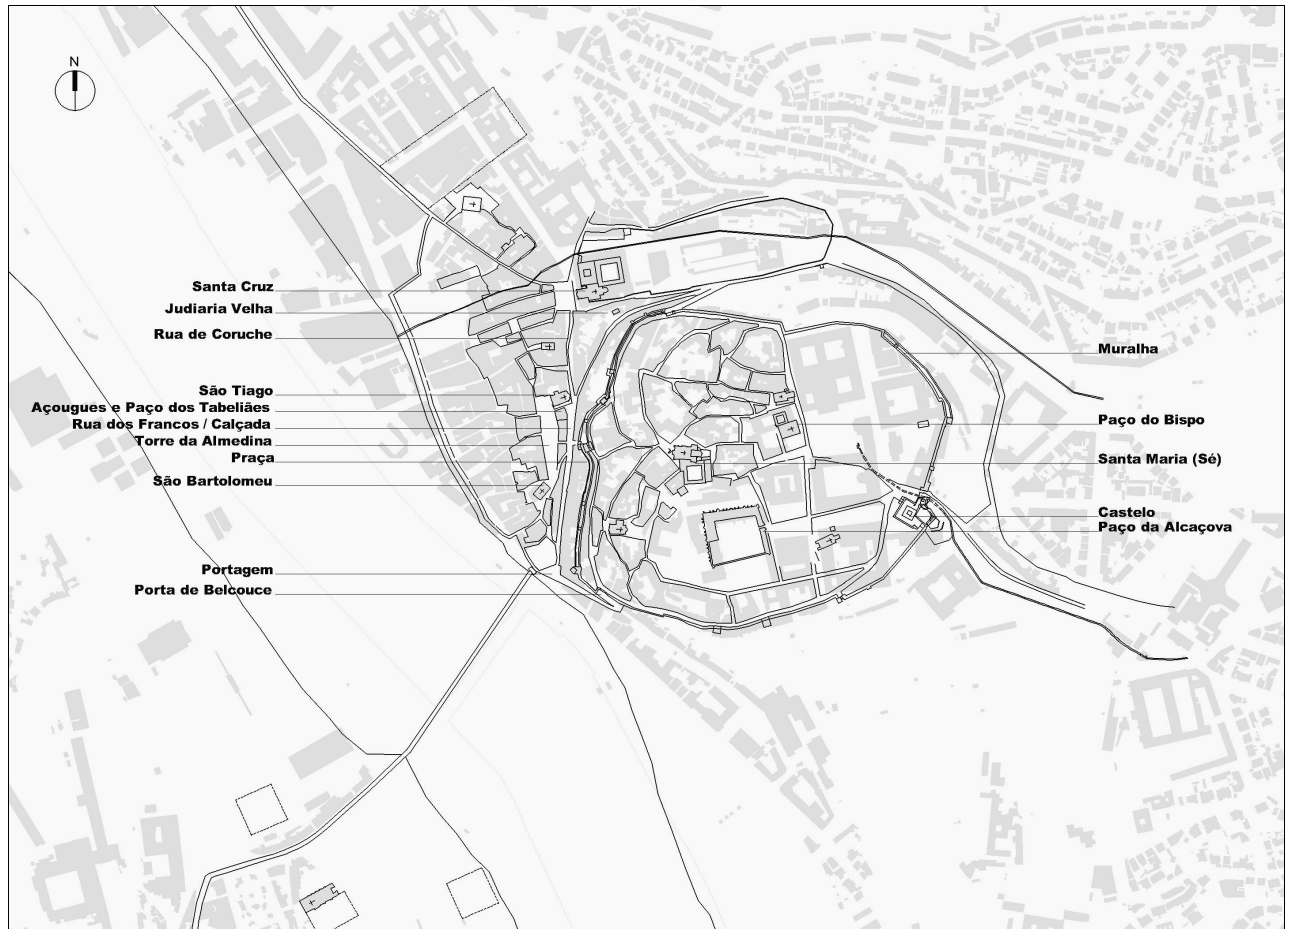 N
Santa Cruz
Judiaria Velha
Rua de Coruche
São Tiago
Açougues e Paço dos Tabeliães
Rua dos Francos / Calçada
Torre da Almedina
Praça
São Bartolomeu
Portagem
Porta de Belcouce
Muralha
Paço do Bispo
Santa Maria (Sé)
Castelo
Paço da Alcaçova